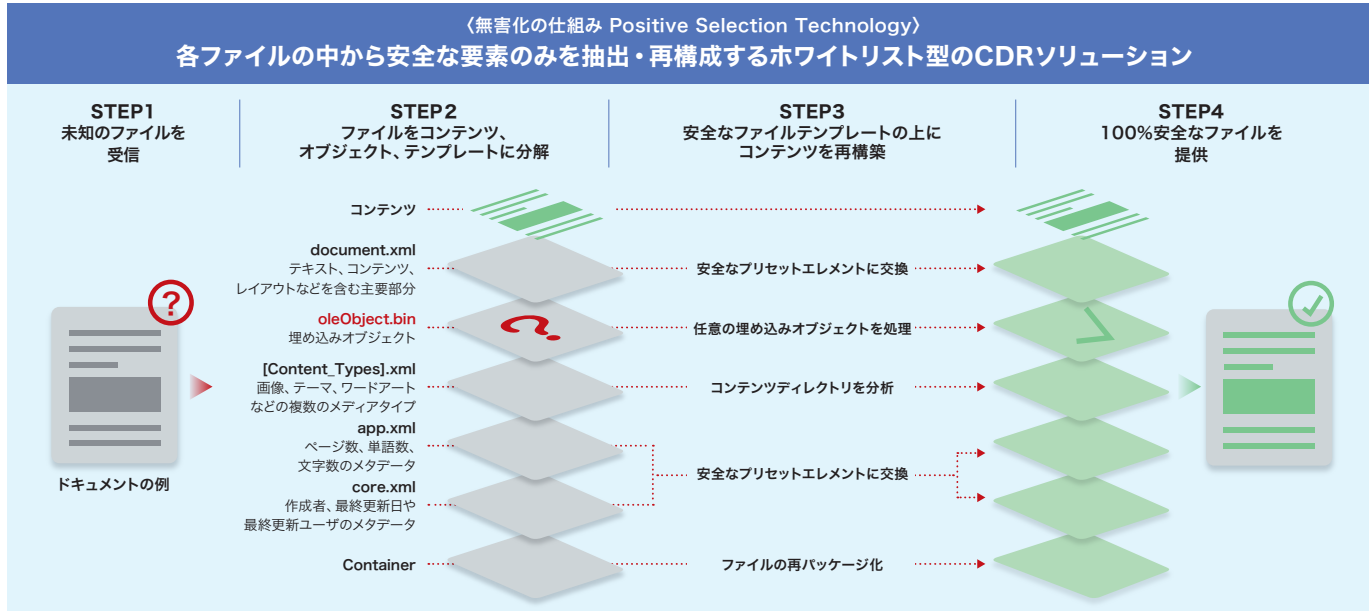 〈無害化の仕組み Positive Selection Technology〉
各ファイルの中から安全な要素のみを抽出・再構成するホワイトリスト型のCDRソリューション
STEP1
未知のファイルを
受信
STEP2
ファイルをコンテンツ、
オブジェクト、テンプレートに分解
STEP3
安全なファイルテンプレートの上に
コンテンツを再構築
STEP4
100%安全なファイルを
提供
?
ドキュメントの例
コンテンツ
document.xml
テキスト、コンテンツ、
レイアウトなどを含む主要部分
安全なプリセットエレメントに交換
oleObject.bin
埋め込みオブジェクト
?
任意の埋め込みオブジェクトを処理
[Content_Types].xml
画像、テーマ、ワードアート
などの複数のメディアタイプ
コンテンツディレクトリを分析
app.xml
ページ数、単語数、
文字数のメタデータ
core.xml
作成者、最終更新日や
最終更新ユーザのメタデータ
安全なプリセットエレメントに交換
Container
ファイルの再パッケージ化